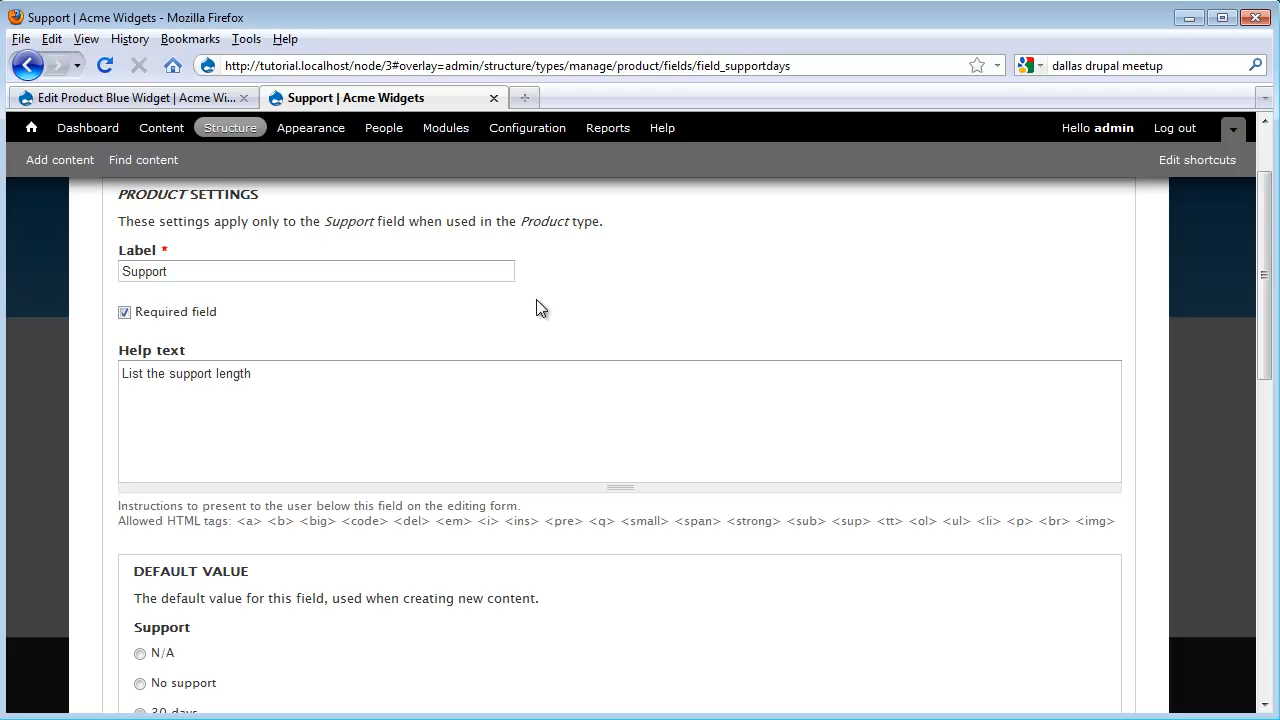 Support | Acme Widgets - Mozilla Firefox
File Edit View History Bookmarks Tools Help
http://tutorial.localhost/node/3#overlay=admin/structure/types/manage/product/fields/field_supportdays
dallas drupal meetup
Edit Product Blue Widget | Acme Wi...
Support | Acme Widgets
Dashboard Content Structure Appearance People Modules Configuration Reports Help
Hello admin Log out
Add content Find content
Edit shortcuts
PRODUCT SETTINGS
These settings apply only to the Support field when used in the Product type.
Label *
Support
Required field
Help text
List the support length
Instructions to present to the user below this field on the editing form.
Allowed HTML tags: <a> <b> <big> <code> <del> <em> <i> <ins> <pre> <q> <small> <span> <strong> <sub> <sup> <tt> <ol> <ul> <li> <p> <br> <img>
DEFAULT VALUE
The default value for this field, used when creating new content.
Support
N/A
No support
30 days